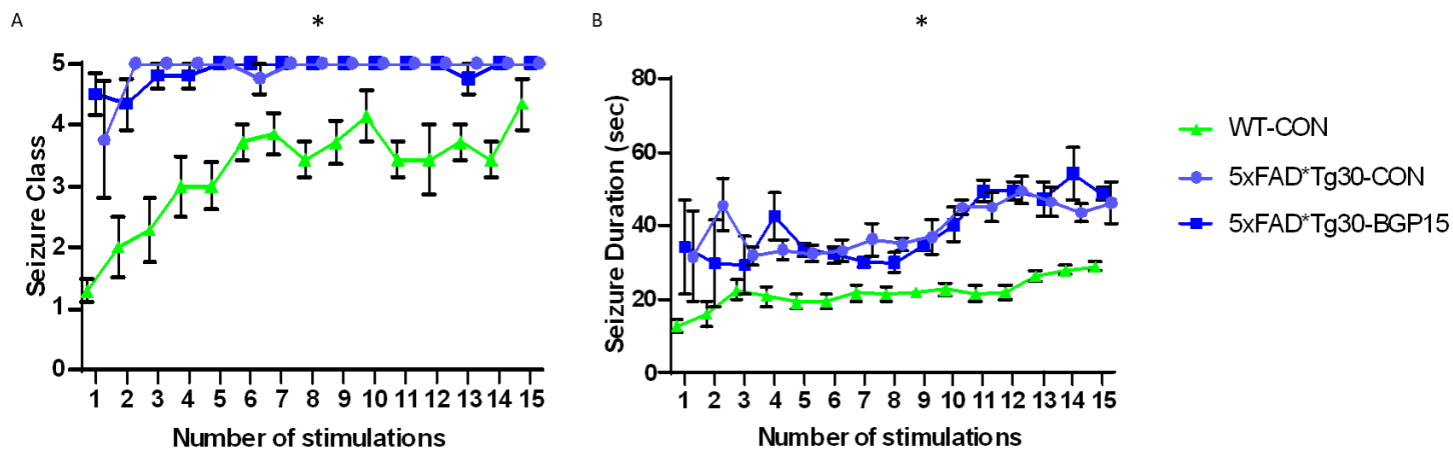 A
*
Seizure Class
5
4
3
2
1
0
1 2 3 4 5 6 7 8 9 10 11 12 13 14 15
Number of stimulations
B
*
Seizure Duration (sec)
80
60
40
20
0
1 2 3 4 5 6 7 8 9 10 11 12 13 14 15
Number of stimulations
WT-CON
5xFAD*Tg30-CON
5xFAD*Tg30-BGP15